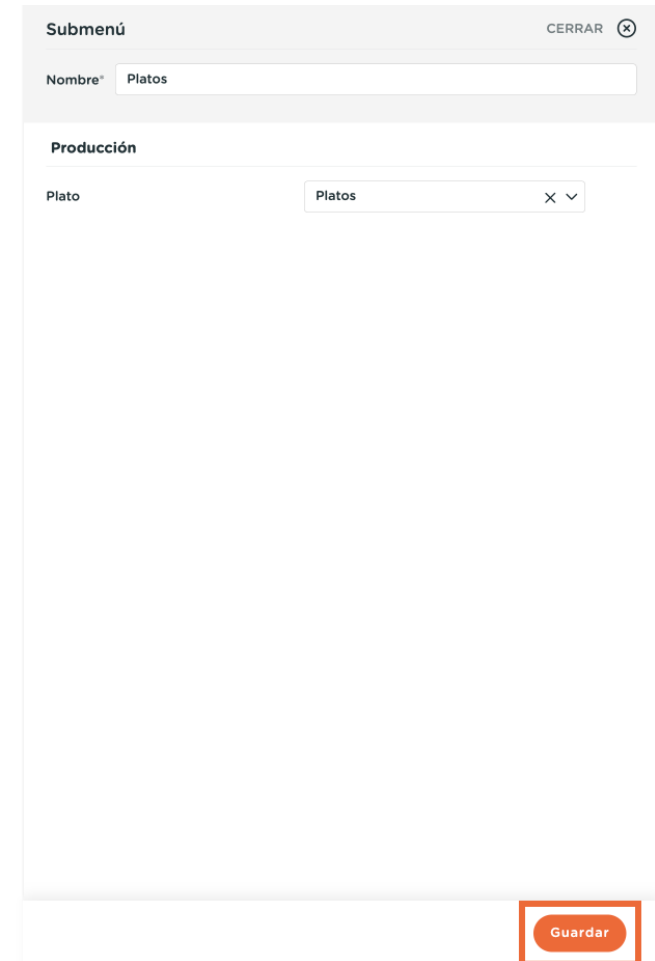 Submenú CERRAR
Nombre* Platos
Producción
Plato Platos
Guardar